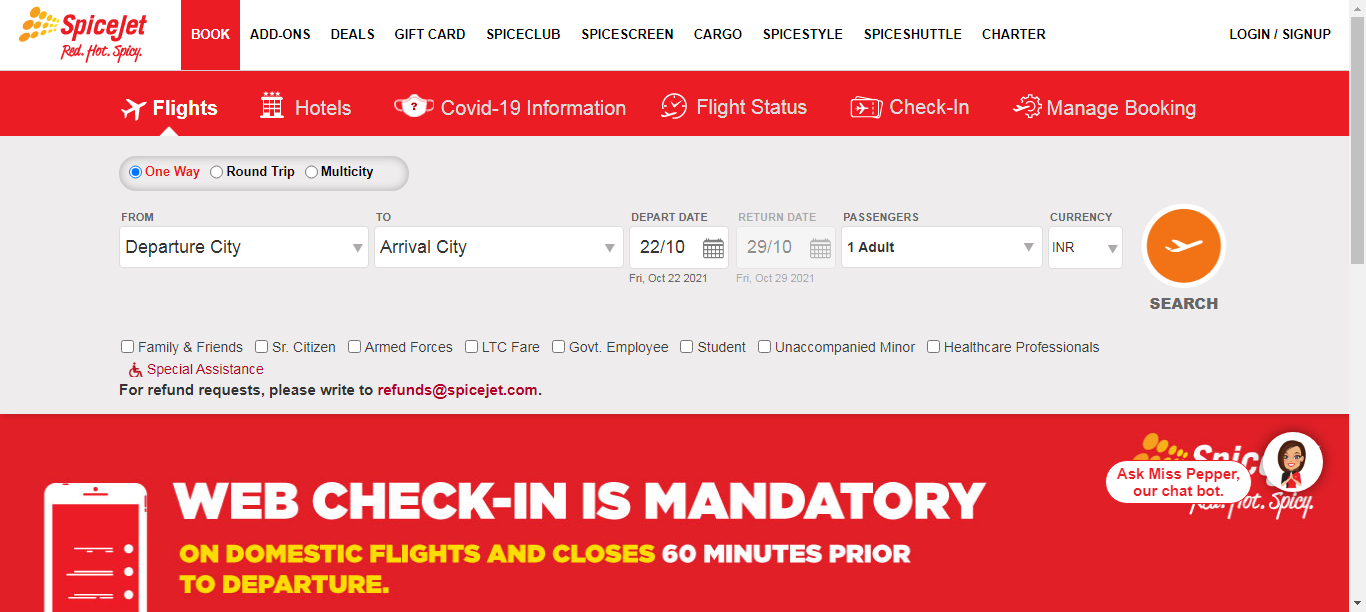 SpiceJet
Red. Hot. Spicy.
BOOK ADD-ONS DEALS GIFT CARD SPICECLUB SPICESCREEN CARGO SPICESTYLE SPICESHUTTLE CHARTER LOGIN / SIGNUP
Flights Hotels ? Covid-19 Information Flight Status Check-In Manage Booking
One Way Round Trip Multicity
FROM TO DEPART DATE RETURN DATE PASSENGERS CURRENCY
Departure City Arrival City 22/10 29/10 1 Adult INR
Fri, Oct 22 2021 Fri, Oct 29 2021
SEARCH
Family & Friends Sr. Citizen Armed Forces LTC Fare Govt. Employee Student Unaccompanied Minor Healthcare Professionals
Special Assistance
For refund requests, please write to refunds@spicejet.com.
WEB CHECK-IN IS MANDATORY
ON DOMESTIC FLIGHTS AND CLOSES 60 MINUTES PRIOR
TO DEPARTURE.
Ask Miss Pepper,
our chat bot.
Red. Hot. Spicy.